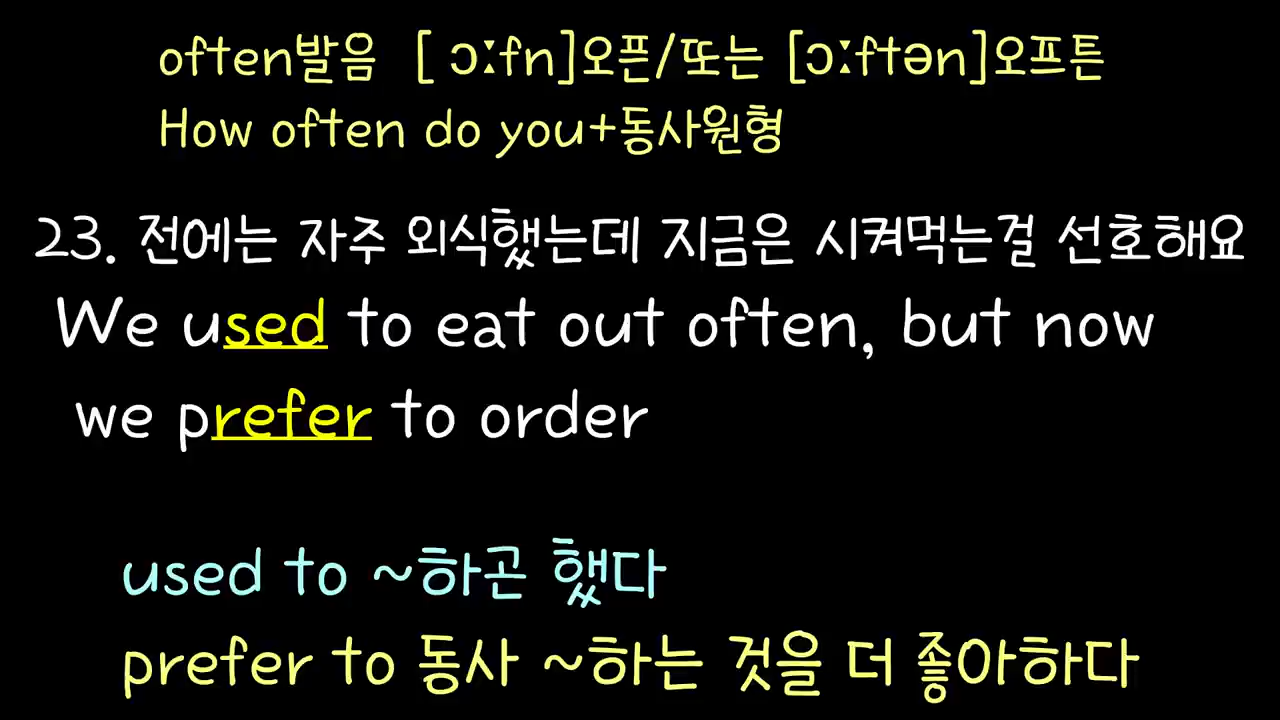 often발음 [ ɔːfn]오픈/또는 [ɔːftən]오프튼
How often do you+동사원형
23. 전에는 자주 외식했는데 지금은 시켜먹는걸 선호해요
We used to eat out often, but now
we prefer to order
used to ~하곤 했다
prefer to 동사 ~하는 것을 더 좋아하다